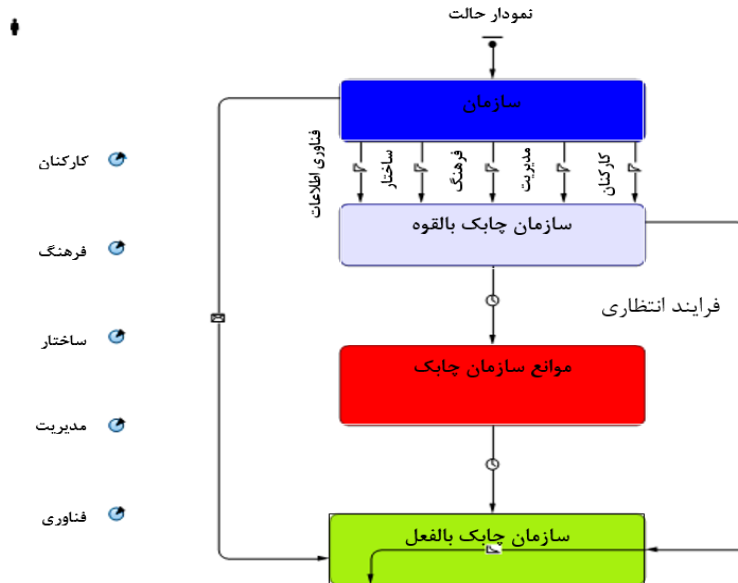 نمودار حالت
سازمان
فناوری اطلاعات
ساختار
فرهنگ
مدیریت
کارکنان
سازمان چابک بالقوه
فرایند انتظاری
موانع سازمان چابک
سازمان چابک بالفعل
کارکنان
فرهنگ
ساختار
مدیریت
فناوری